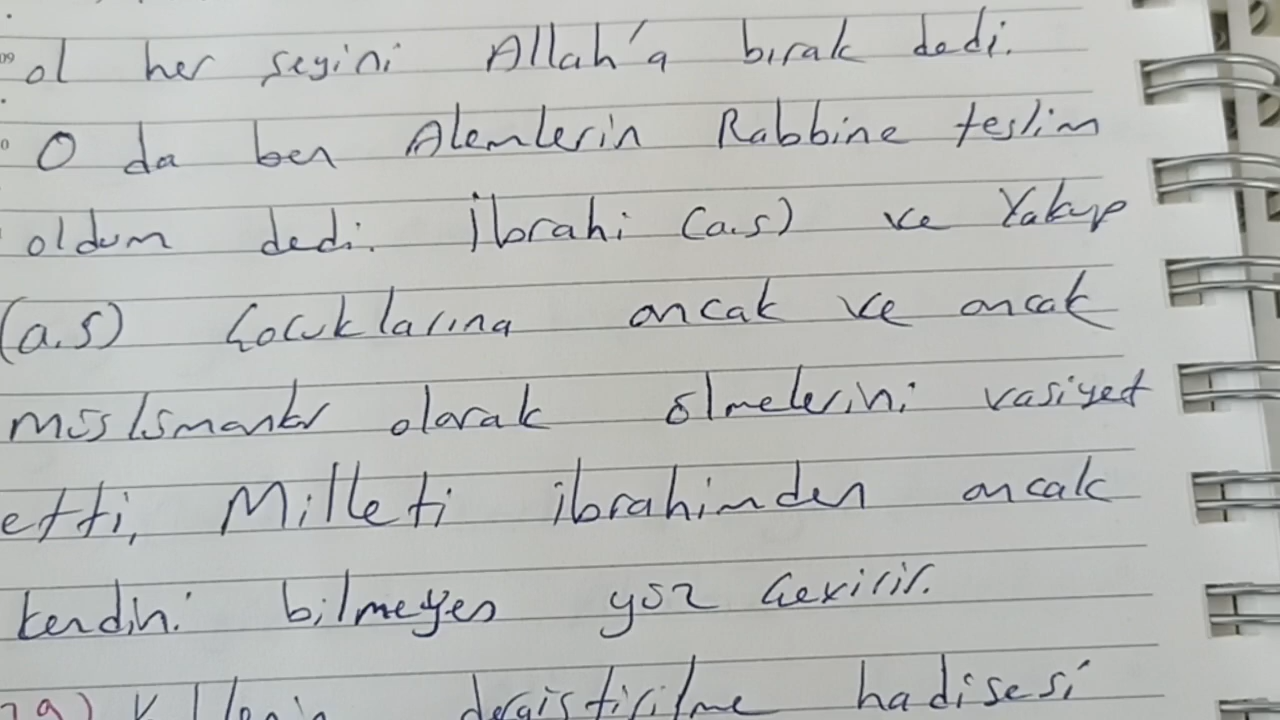 ol her şeyini Allah'a bırak dedi.
O da ben Alemlerin Rabbine teslim
oldum dedi. İbrahi (a.s) ve Yakup
(a.s) Çocuklarına ancak ve ancak
müslümanlar olarak ölmelerini vasiyet
etti, Milleti ibrahimden ancak
kendini bilmeyen yüz çevirir.
değiştirilme hadisesi